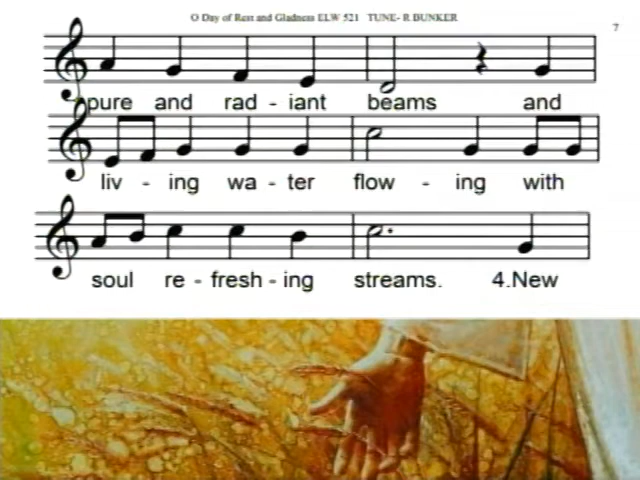 O Day of Rest and Gladness ELW 521 TUNE- R BUNKER
7
pure and rad - iant beams and
liv - ing wa - ter flow - ing with
soul re - fresh - ing streams. 4.New